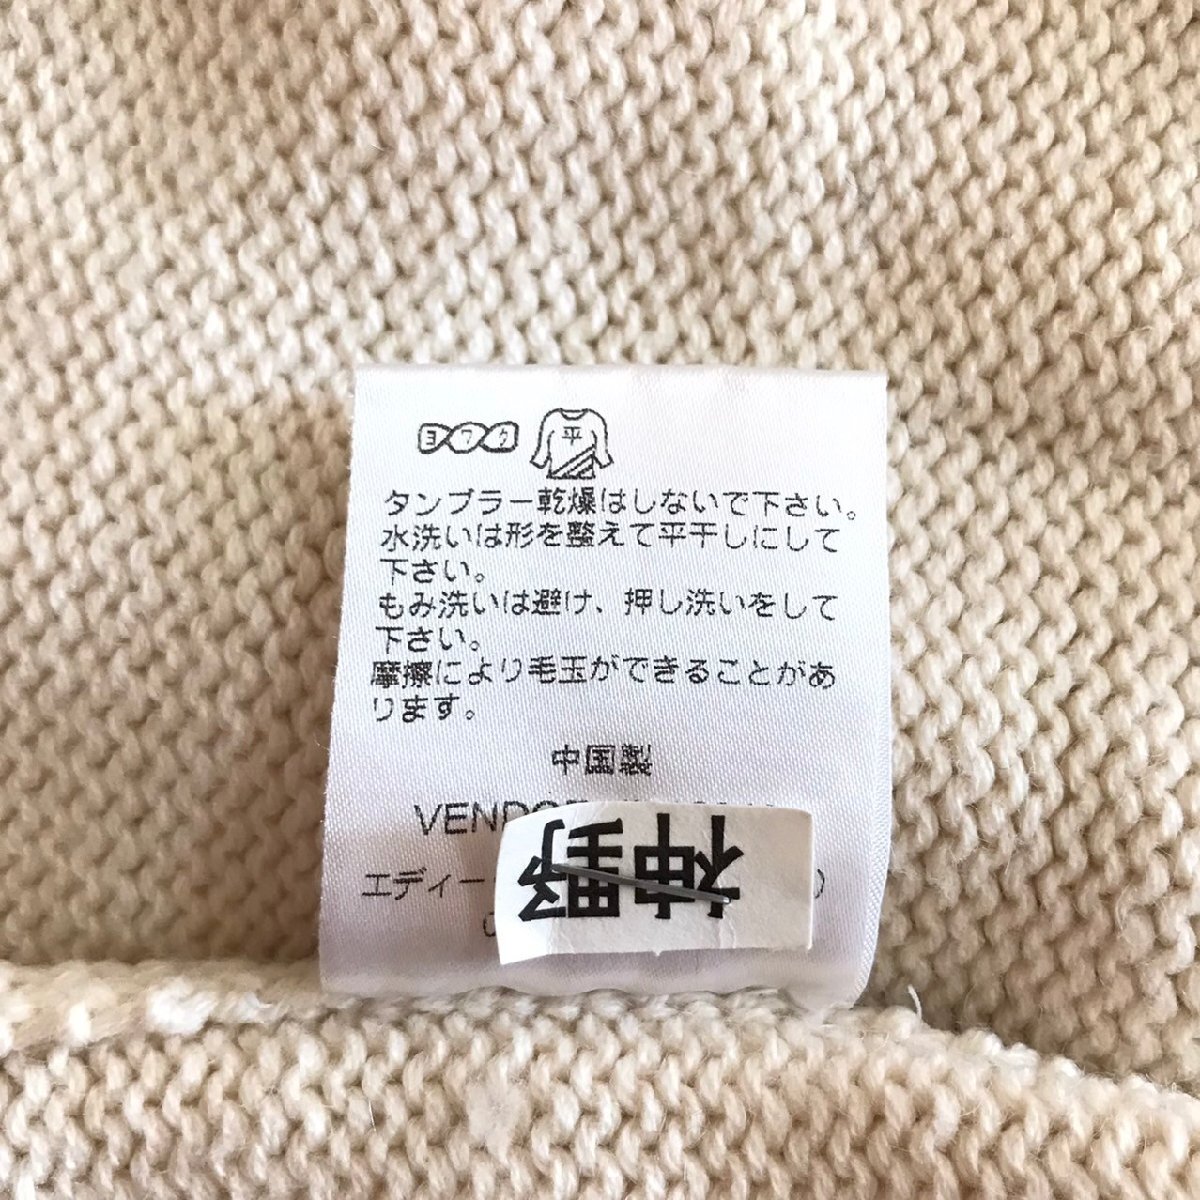 ヨワク 平
タンブラー乾燥はしないで下さい。
水洗いは形を整えて平干しにして
下さい。
もみ洗いは避け、押し洗いをして
下さい。
摩擦により毛玉ができることがあ
ります。
中国製
エディー
神野